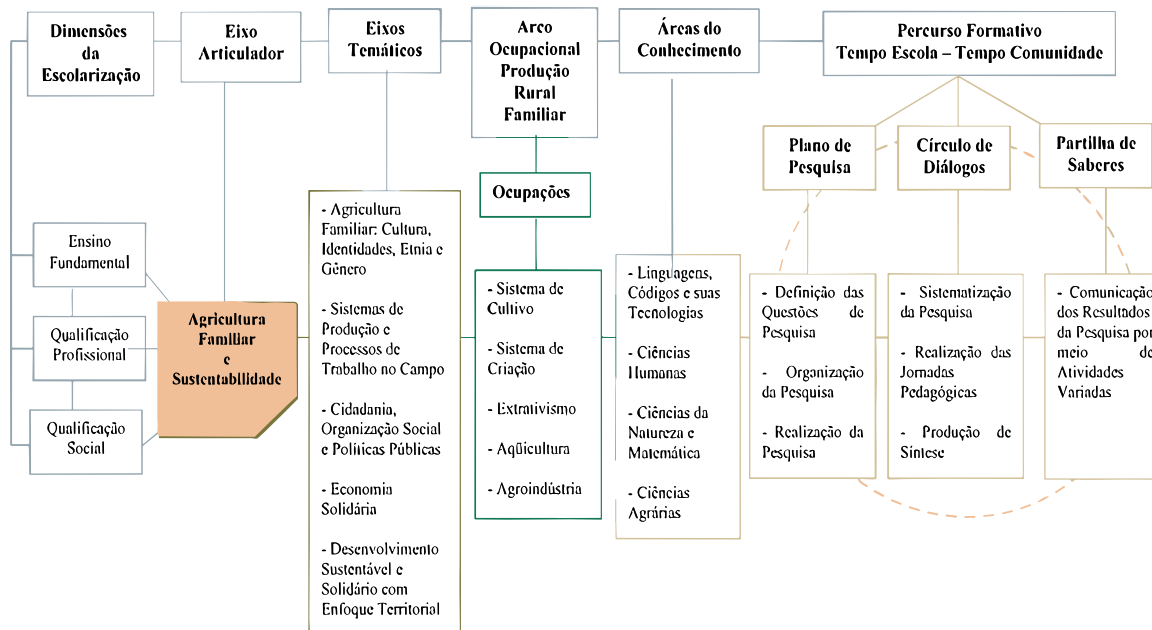 Dimensões
da
Escolarização
Eixo
Articulador
Eixos
Temáticos
Arco
Ocupacional
Produção
Rural
Familiar
Áreas do
Conhecimento
Percurso Formativo
Tempo Escola – Tempo Comunidade
Plano de
Pesquisa
Círculo de
Diálogos
Partilha de
Saberes
Ocupações
Ensino
Fundamental
Qualificação
Profissional
Qualificação
Social
Agricultura
Familiar
e
Sustentabilidade
- Agricultura
Familiar: Cultura,
Identidades, Etnia e
Gênero
- Sistemas de
Produção e
Processos de
Trabalho no Campo
- Cidadania,
Organização Social
e Políticas Públicas
- Economia
Solidária
- Desenvolvimento
Sustentável e
Solidário com
Enfoque Territorial
- Sistema de
Cultivo
- Sistema de
Criação
- Extrativismo
- Aqüicultura
- Agroindústria
- Linguagens,
Códigos e suas
Tecnologias
- Ciências
Humanas
- Ciências da
Natureza e
Matemática
- Ciências
Agrárias
- Definição das
Questões de
Pesquisa
- Organização
da Pesquisa
- Realização da
Pesquisa
- Sistematização
da Pesquisa
- Realização das
Jornadas
Pedagógicas
- Produção de
Síntese
- Comunicação
dos Resultados
da Pesquisa por
meio de
Atividades
Variadas